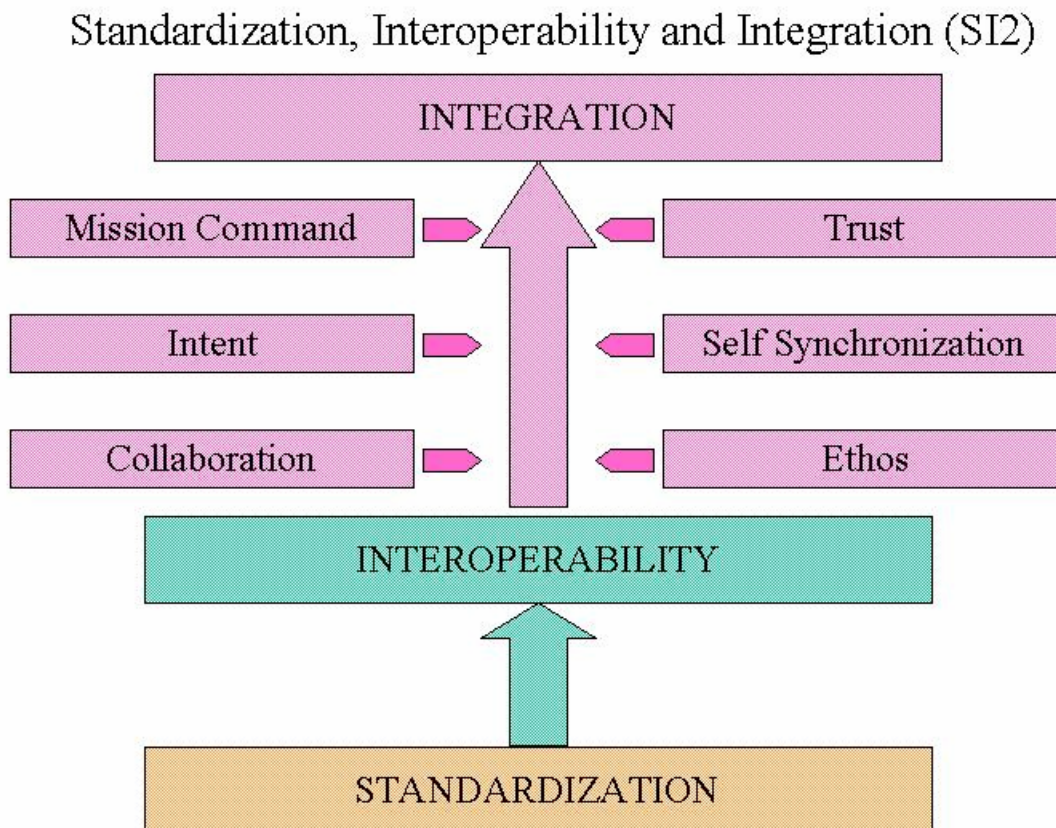 Standardization, Interoperability and Integration (SI2)
INTEGRATION
Mission Command
Trust
Intent
Self Synchronization
Collaboration
Ethos
INTEROPERABILITY
STANDARDIZATION